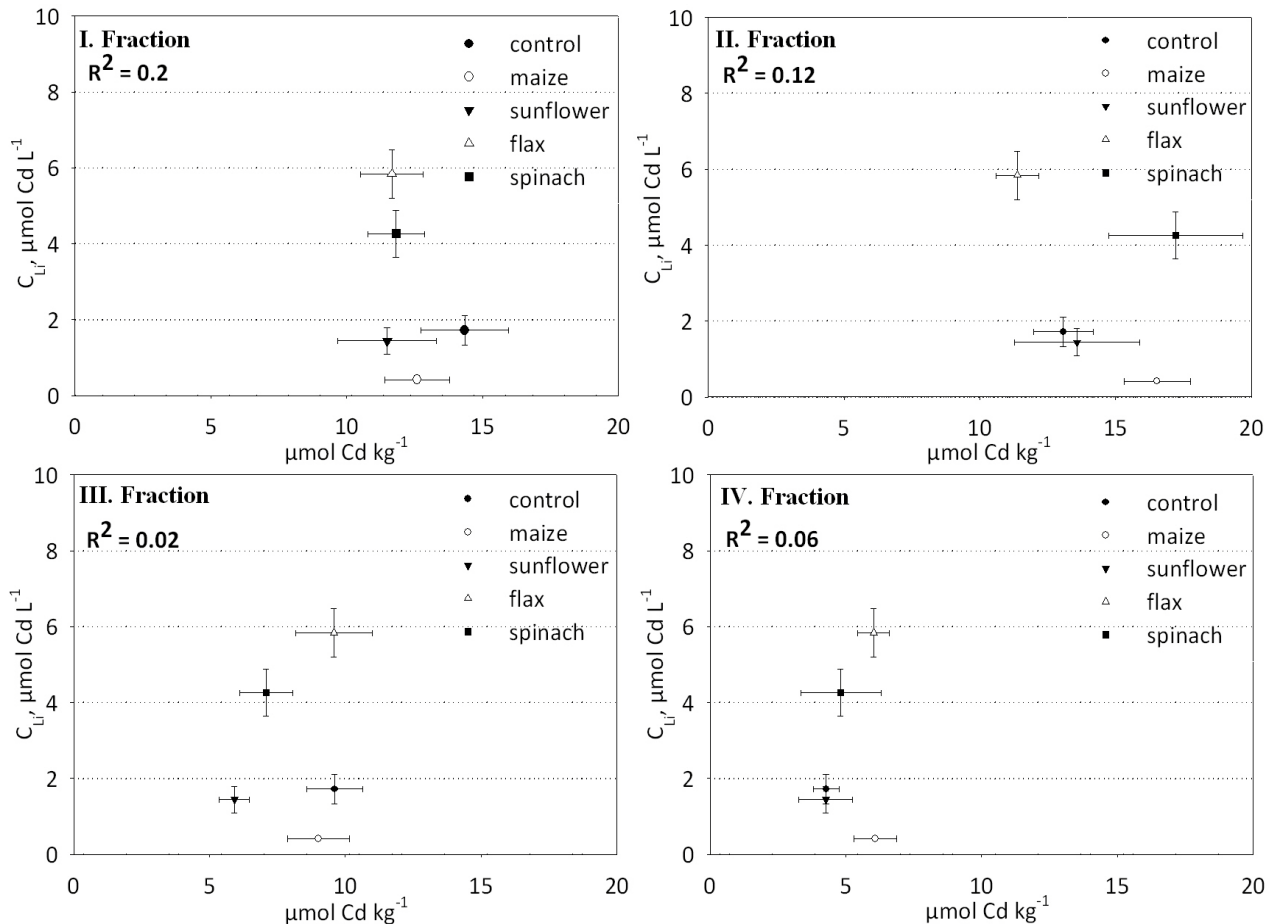 I. Fraction
R² = 0.2
control
maize
sunflower
flax
spinach
10
8
6
4
2
0
C_Li, µmol Cd L⁻¹
0 5 10 15 20
µmol Cd kg⁻¹
II. Fraction
R² = 0.12
control
maize
sunflower
flax
spinach
10
8
6
4
2
0
C_Li, µmol Cd L⁻¹
0 5 10 15 20
µmol Cd kg⁻¹
III. Fraction
R² = 0.02
control
maize
sunflower
flax
spinach
10
8
6
4
2
0
C_Li, µmol Cd L⁻¹
0 5 10 15 20
µmol Cd kg⁻¹
IV. Fraction
R² = 0.06
control
maize
sunflower
flax
spinach
10
8
6
4
2
0
C_Li, µmol Cd L⁻¹
0 5 10 15 20
µmol Cd kg⁻¹